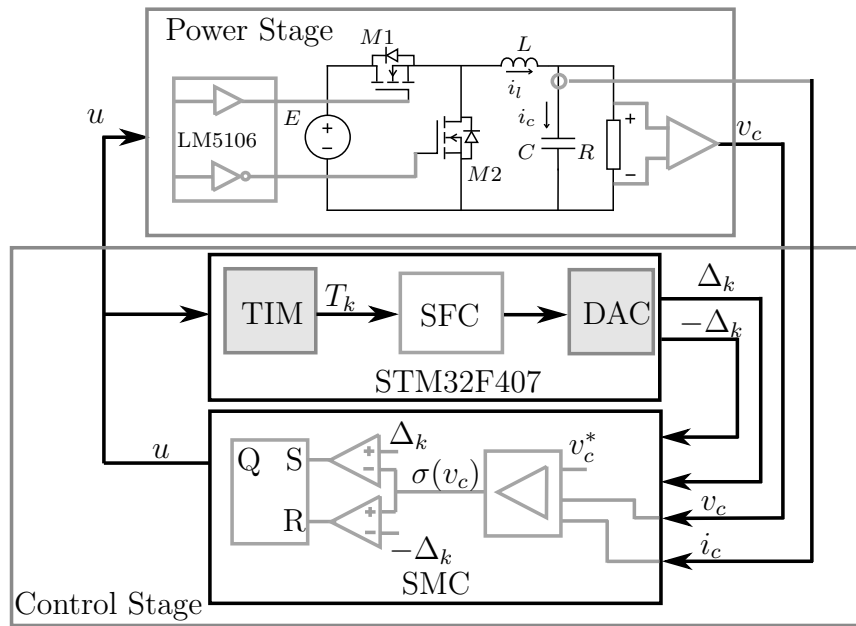 Power Stage
M1
L
i_l
u
LM5106
E
+
−
i_c
C
R
+
−
M2
v_c
TIM
T_k
SFC
DAC
Δ_k
−Δ_k
STM32F407
u
Q
S
R
+
−
Δ_k
+
−
−Δ_k
σ(v_c)
v_c^*
v_c
i_c
SMC
Control Stage